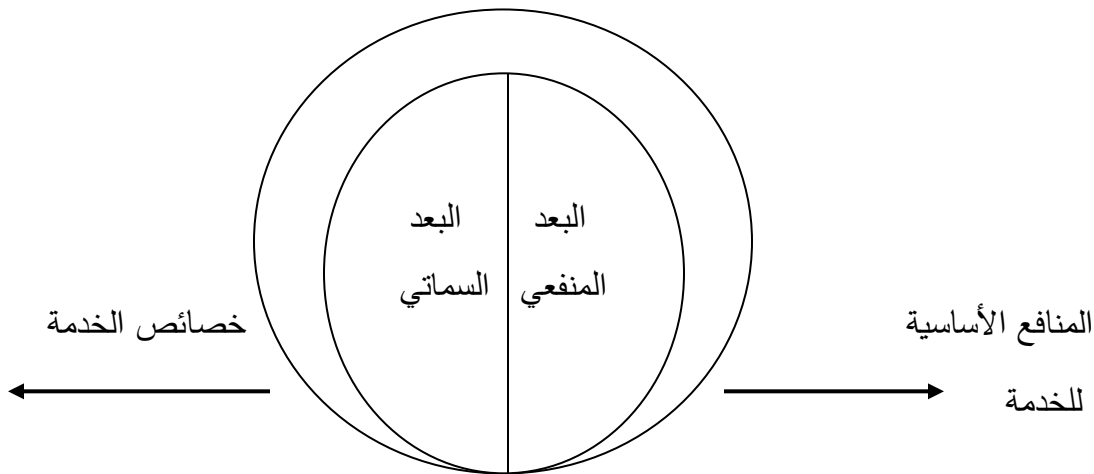 البعد
المنفعي
البعد
السماتي
المنافع الأساسية
للخدمة
خصائص الخدمة